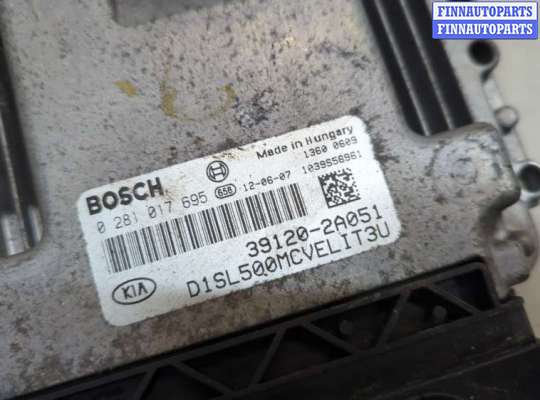 FINNAUTOPARTS
FINNAUTOPARTS
BOSCH
Made in Hungary
1360 0609
0 281 017 695 658 12-06-07 1039S56961
39120-2A051
D1SL500MCVELIT3U
KIA